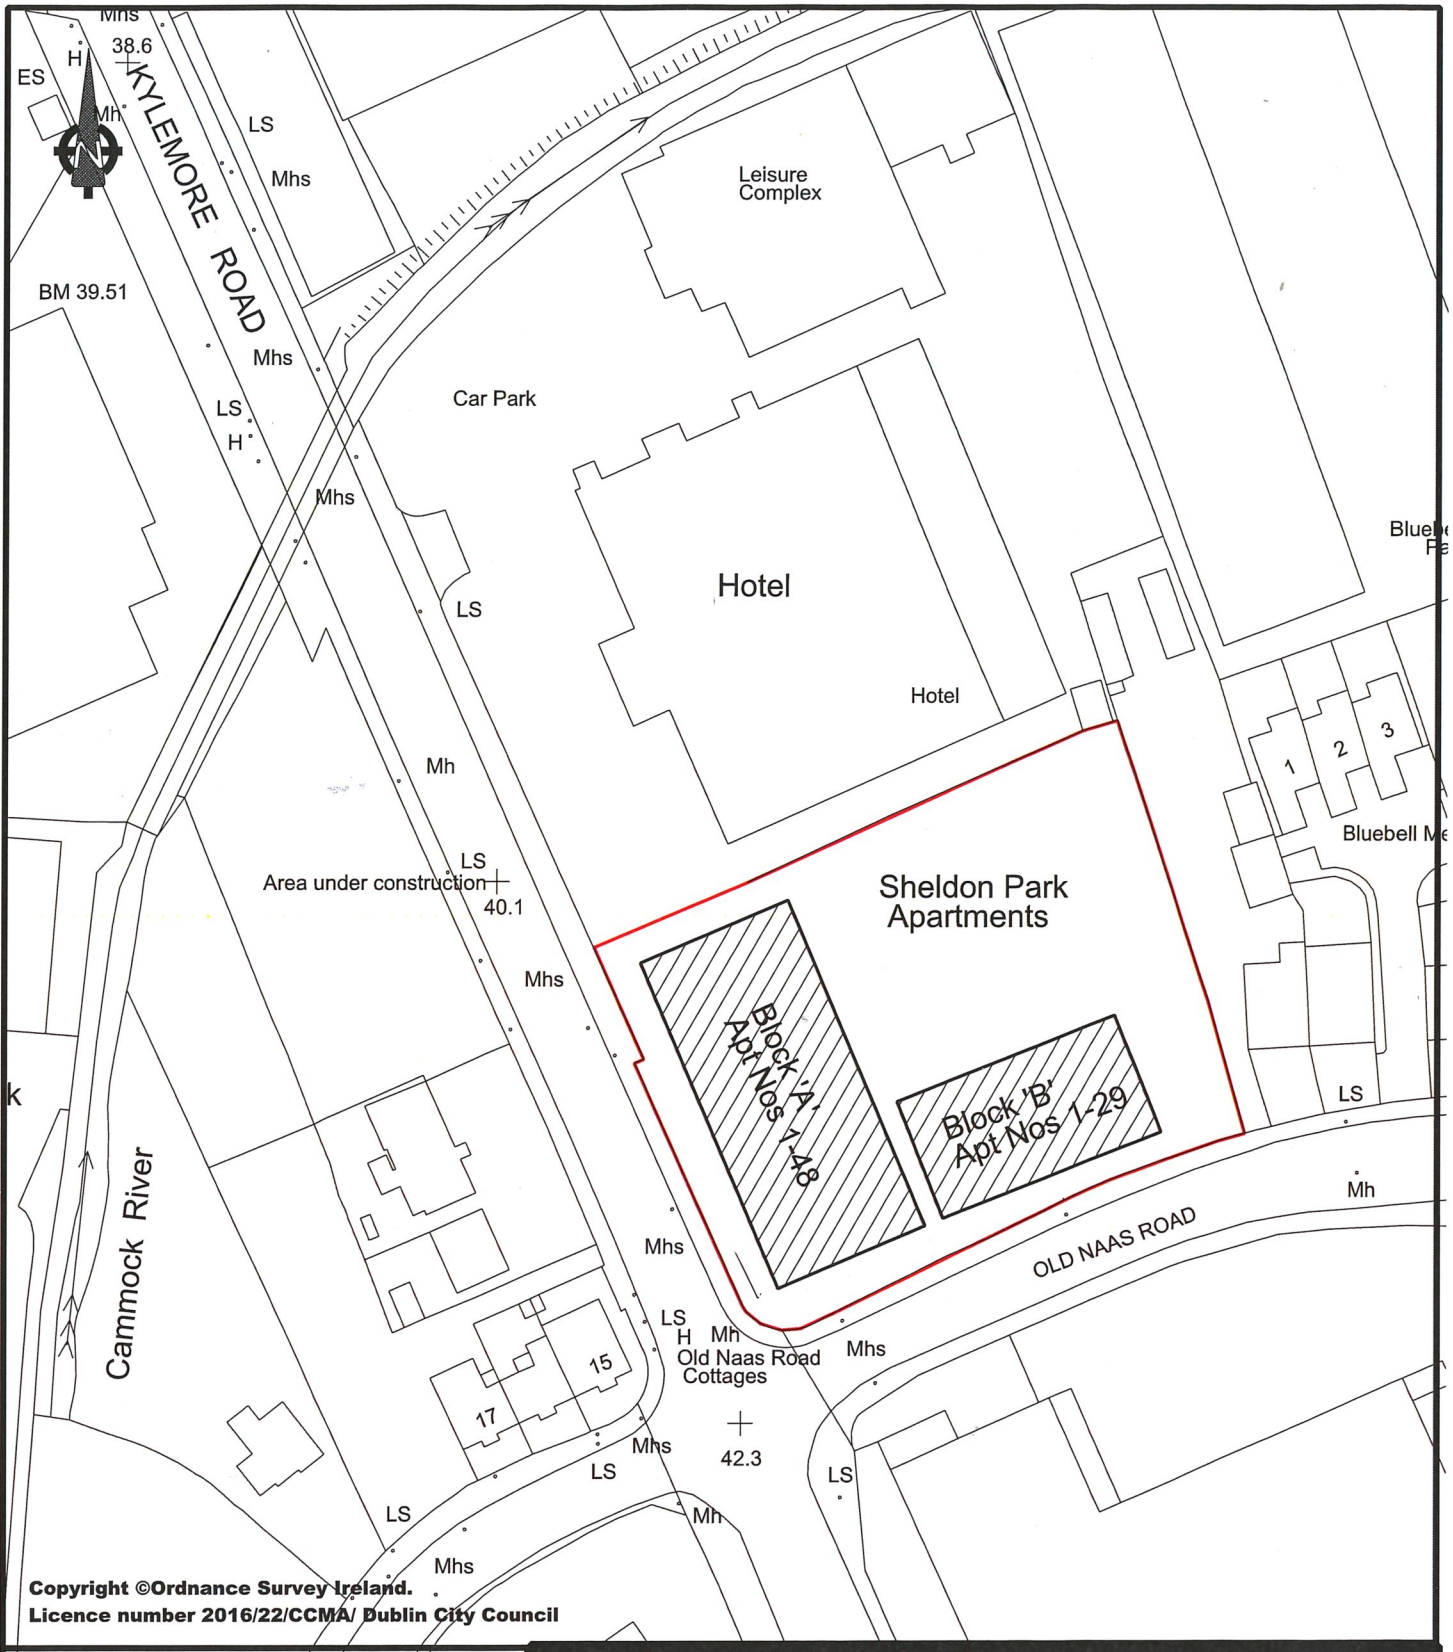 Mhs
38.6
H
ES
Mh
KYLEMORE ROAD
LS
Mhs
N
Leisure
Complex
BM 39.51
Mhs
Car Park
LS
H
Mhs
Hotel
LS
Hotel
Mh
1
2
3
LS
Area under construction
40.1
Sheldon Park
Apartments
Mhs
Block 'A'
Apt Nos 1-48
Block 'B'
Apt Nos 1-29
LS
Mh
k
Cammock River
Mhs
OLD NAAS ROAD
LS
H
Mh
Mhs
Old Naas Road
Cottages
15
17
42.3
Mhs
LS
LS
LS
Mh
Mhs
Bluebell
Copyright ©Ordnance Survey Ireland.
Licence number 2016/22/CCMA/ Dublin City Council